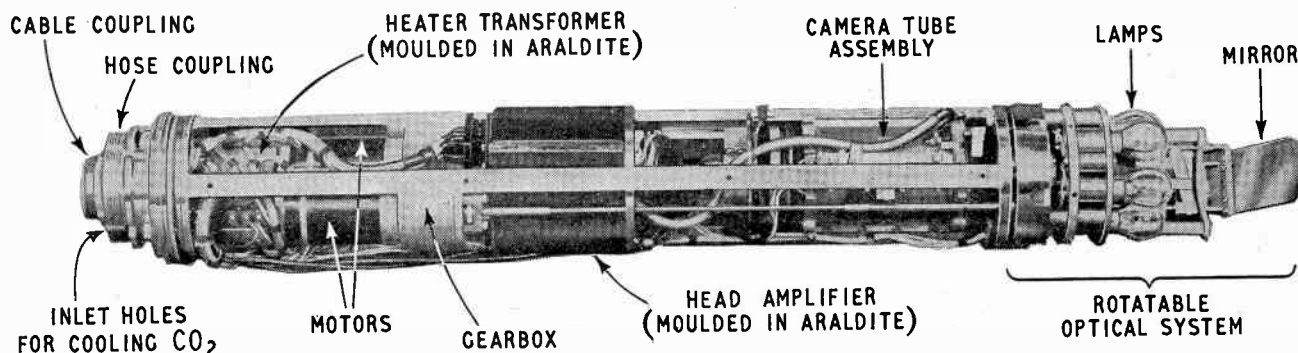 CABLE COUPLING
HOSE COUPLING
HEATER TRANSFORMER
(MOULDED IN ARALDITE)
CAMERA TUBE
ASSEMBLY
LAMPS
MIRROR
INLET HOLES
FOR COOLING CO₂
MOTORS
GEARBOX
HEAD AMPLIFIER
(MOULDED IN ARALDITE)
ROTATABLE
OPTICAL SYSTEM